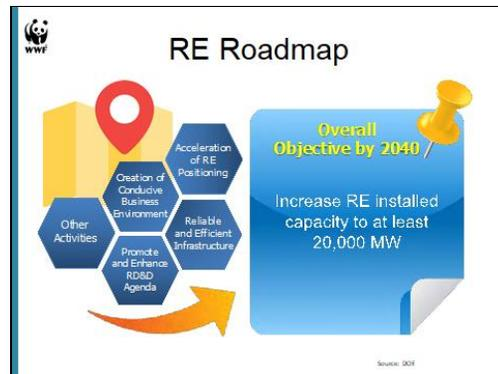 WWF
RE Roadmap
Acceleration
of RE
Positioning
Creation of
Conducive
Business
Environment
Other
Activities
Reliable
and Efficient
Infrastructure
Promote
and Enhance
RD&D
Agenda
Overall
Objective by 2040
Increase RE installed
capacity to at least
20,000 MW
Source: DOE